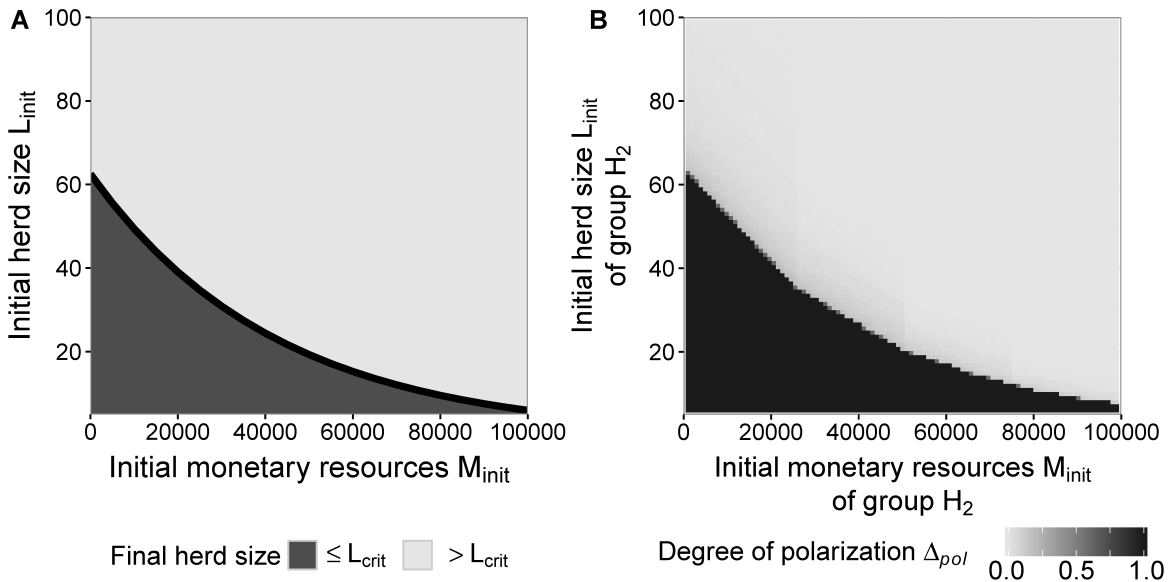 A
Initial herd size L_init
100
80
60
40
20
0 20000 40000 60000 80000 100000
Initial monetary resources M_init
Final herd size ≤ L_crit > L_crit
B
Initial herd size L_init
of group H_2
100
80
60
40
20
0 20000 40000 60000 80000 100000
Initial monetary resources M_init
of group H_2
Degree of polarization Δ_pol
0.0 0.5 1.0